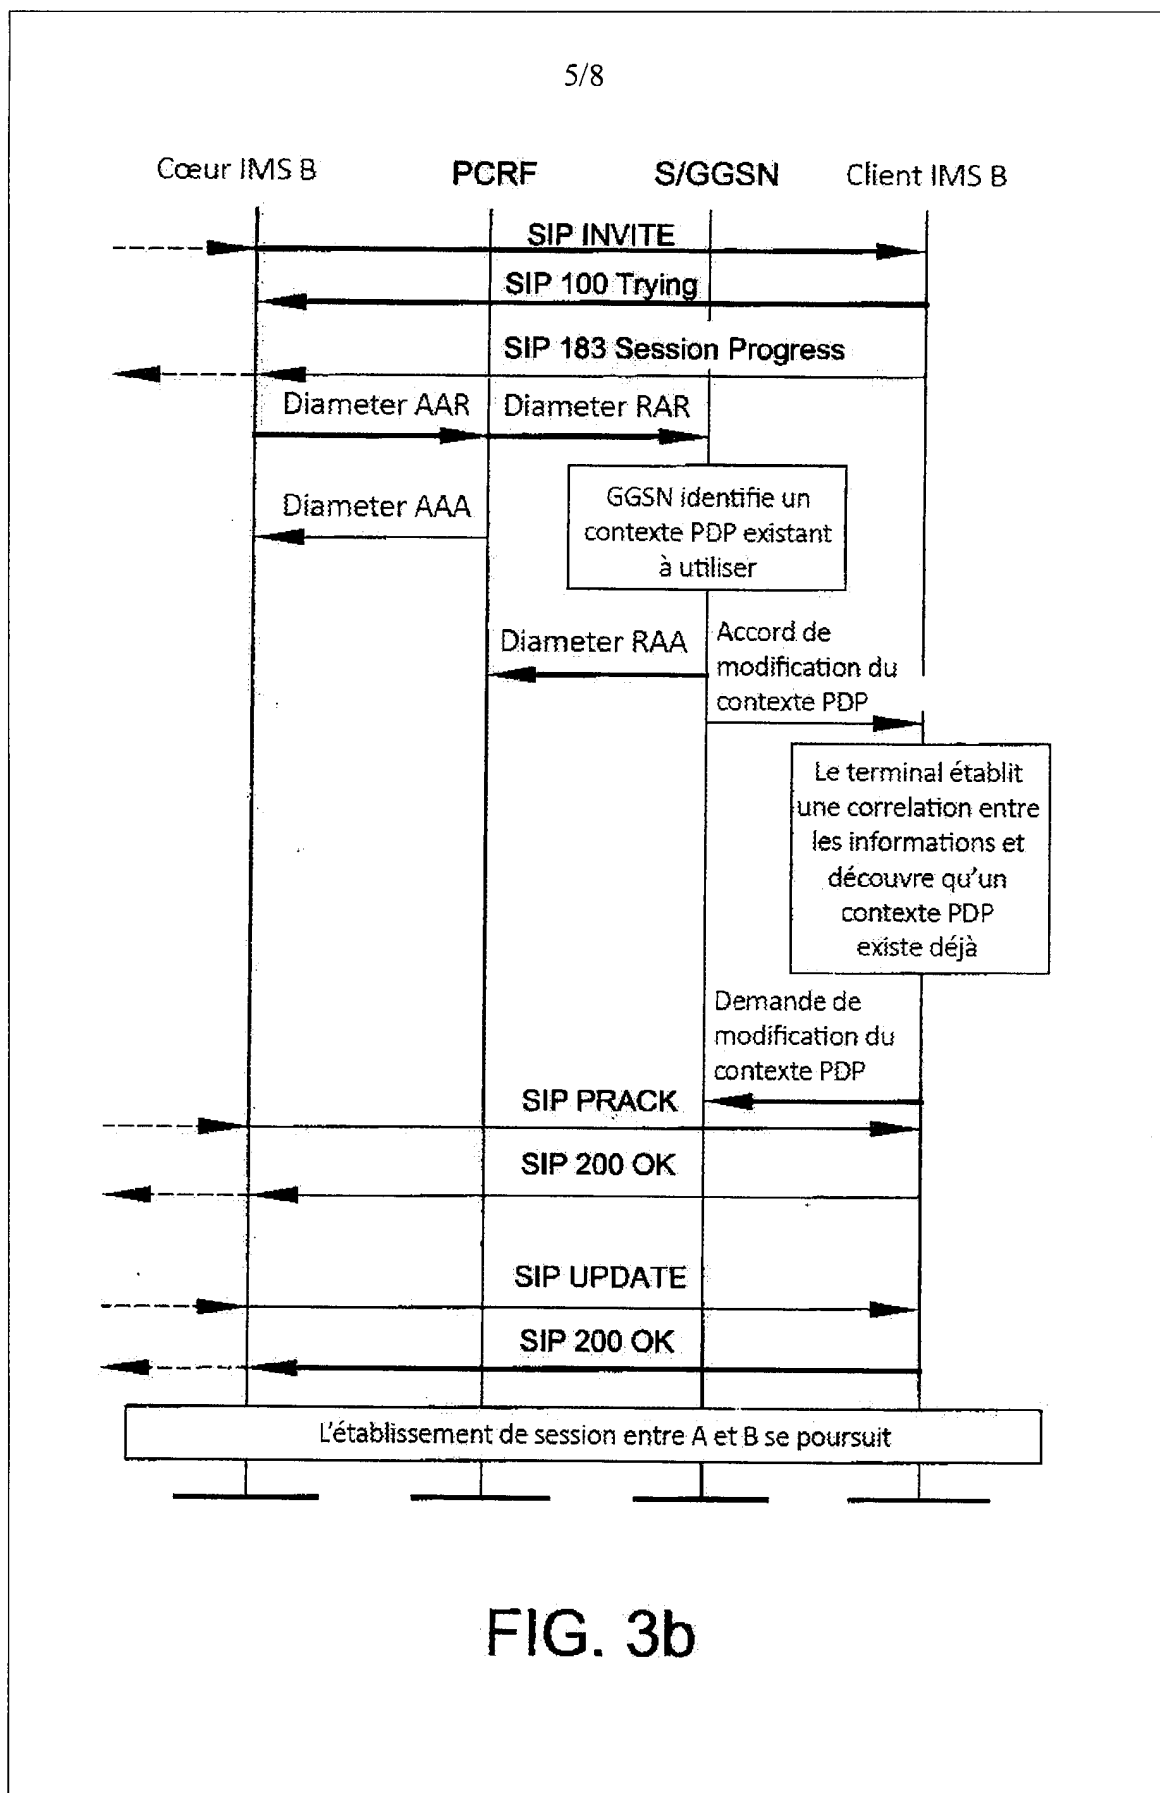 5/8
Cœur IMS B
PCRF
S/GGSN
Client IMS B
SIP INVITE
SIP 100 Trying
SIP 183 Session Progress
Diameter AAR
Diameter RAR
GGSN identifie un
contexte PDP existant
à utiliser
Diameter AAA
Diameter RAA
Accord de
modification du
contexte PDP
Le terminal établit
une correlation entre
les informations et
découvre qu'un
contexte PDP
existe déjà
Demande de
modification du
contexte PDP
SIP PRACK
SIP 200 OK
SIP UPDATE
SIP 200 OK
L'établissement de session entre A et B se poursuit
FIG. 3b